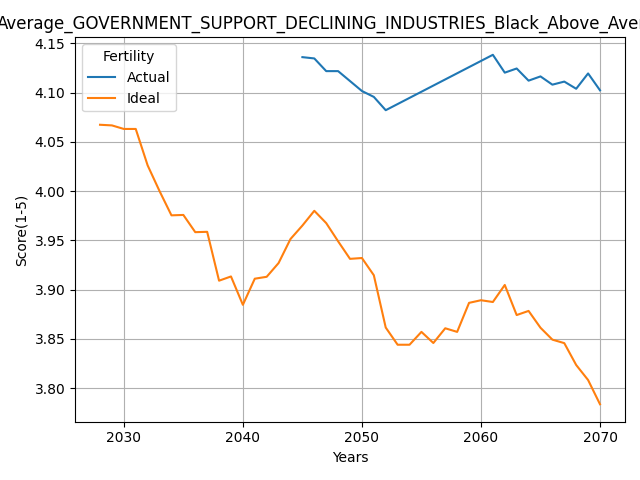 Average_GOVERNMENT_SUPPORT_DECLINING_INDUSTRIES_Black_Above_Aver
Fertility
Actual
Ideal
4.15
4.10
4.05
4.00
3.95
3.90
3.85
3.80
Score(1-5)
2030 2040 2050 2060 2070
Years